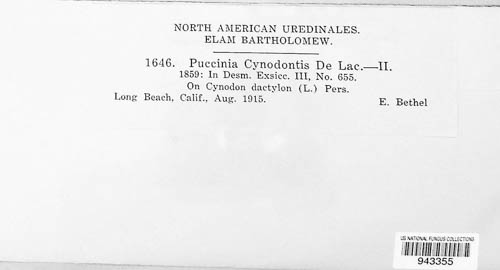 NORTH AMERICAN UREDINALES.
ELAM BARTHOLOMEW.
1646. Puccinia Cynodontis De Lac.—II.
1859: In Desm. Exsicc. III, No. 655.
On Cynodon dactylon (L.) Pers.
Long Beach, Calif., Aug. 1915. E. Bethel
US NATIONAL FUNGUS COLLECTIONS
943355